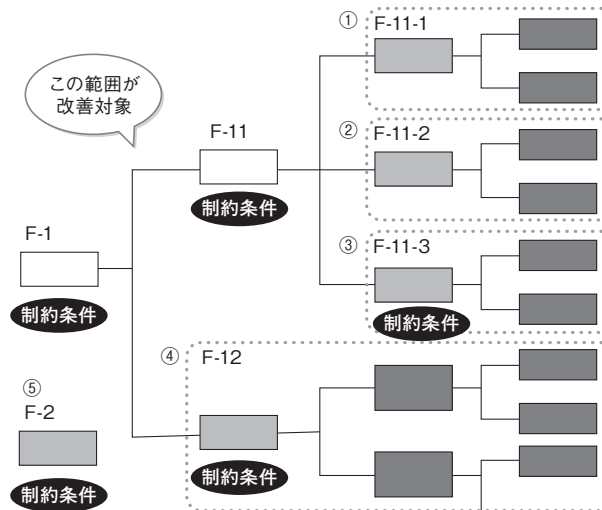 ① F-11-1
この範囲が
改善対象
F-11
② F-11-2
制約条件
F-1
③ F-11-3
制約条件
制約条件
④ F-12
⑤
F-2
制約条件
制約条件